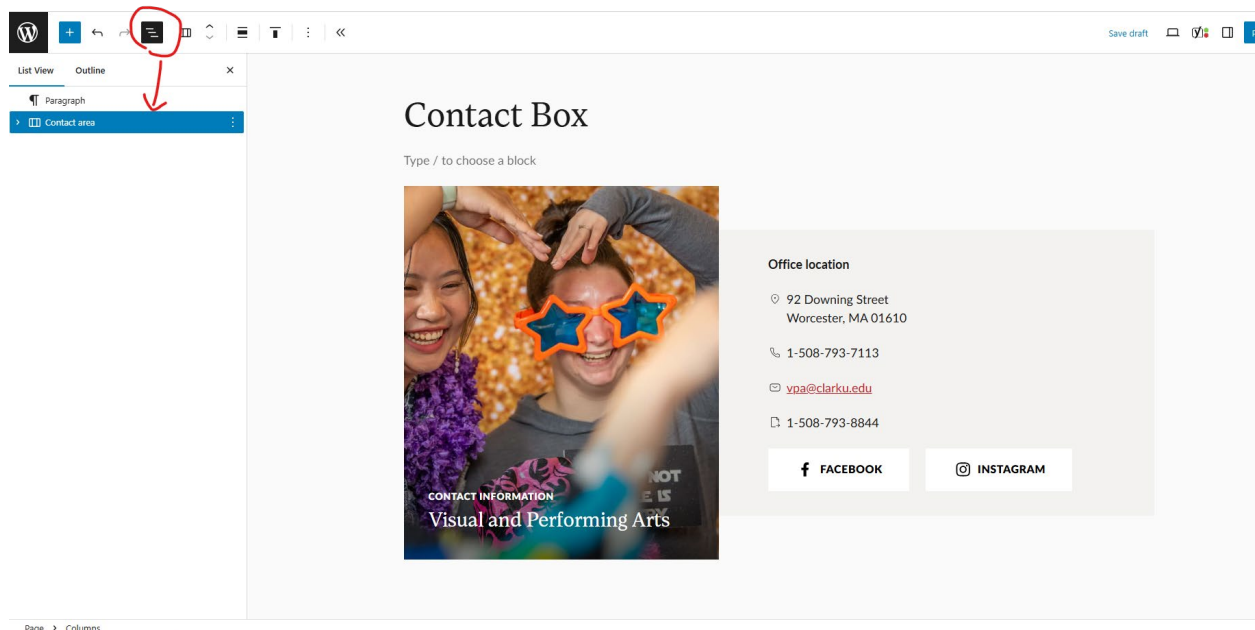 Save draft
List View Outline
Paragraph
Contact area
Contact Box
Type / to choose a block
NOT
E IS
CONTACT INFORMATION
Visual and Performing Arts
Office location
92 Downing Street
Worcester, MA 01610
1-508-793-7113
vpa@clarku.edu
1-508-793-8844
FACEBOOK
INSTAGRAM
Page > Columns